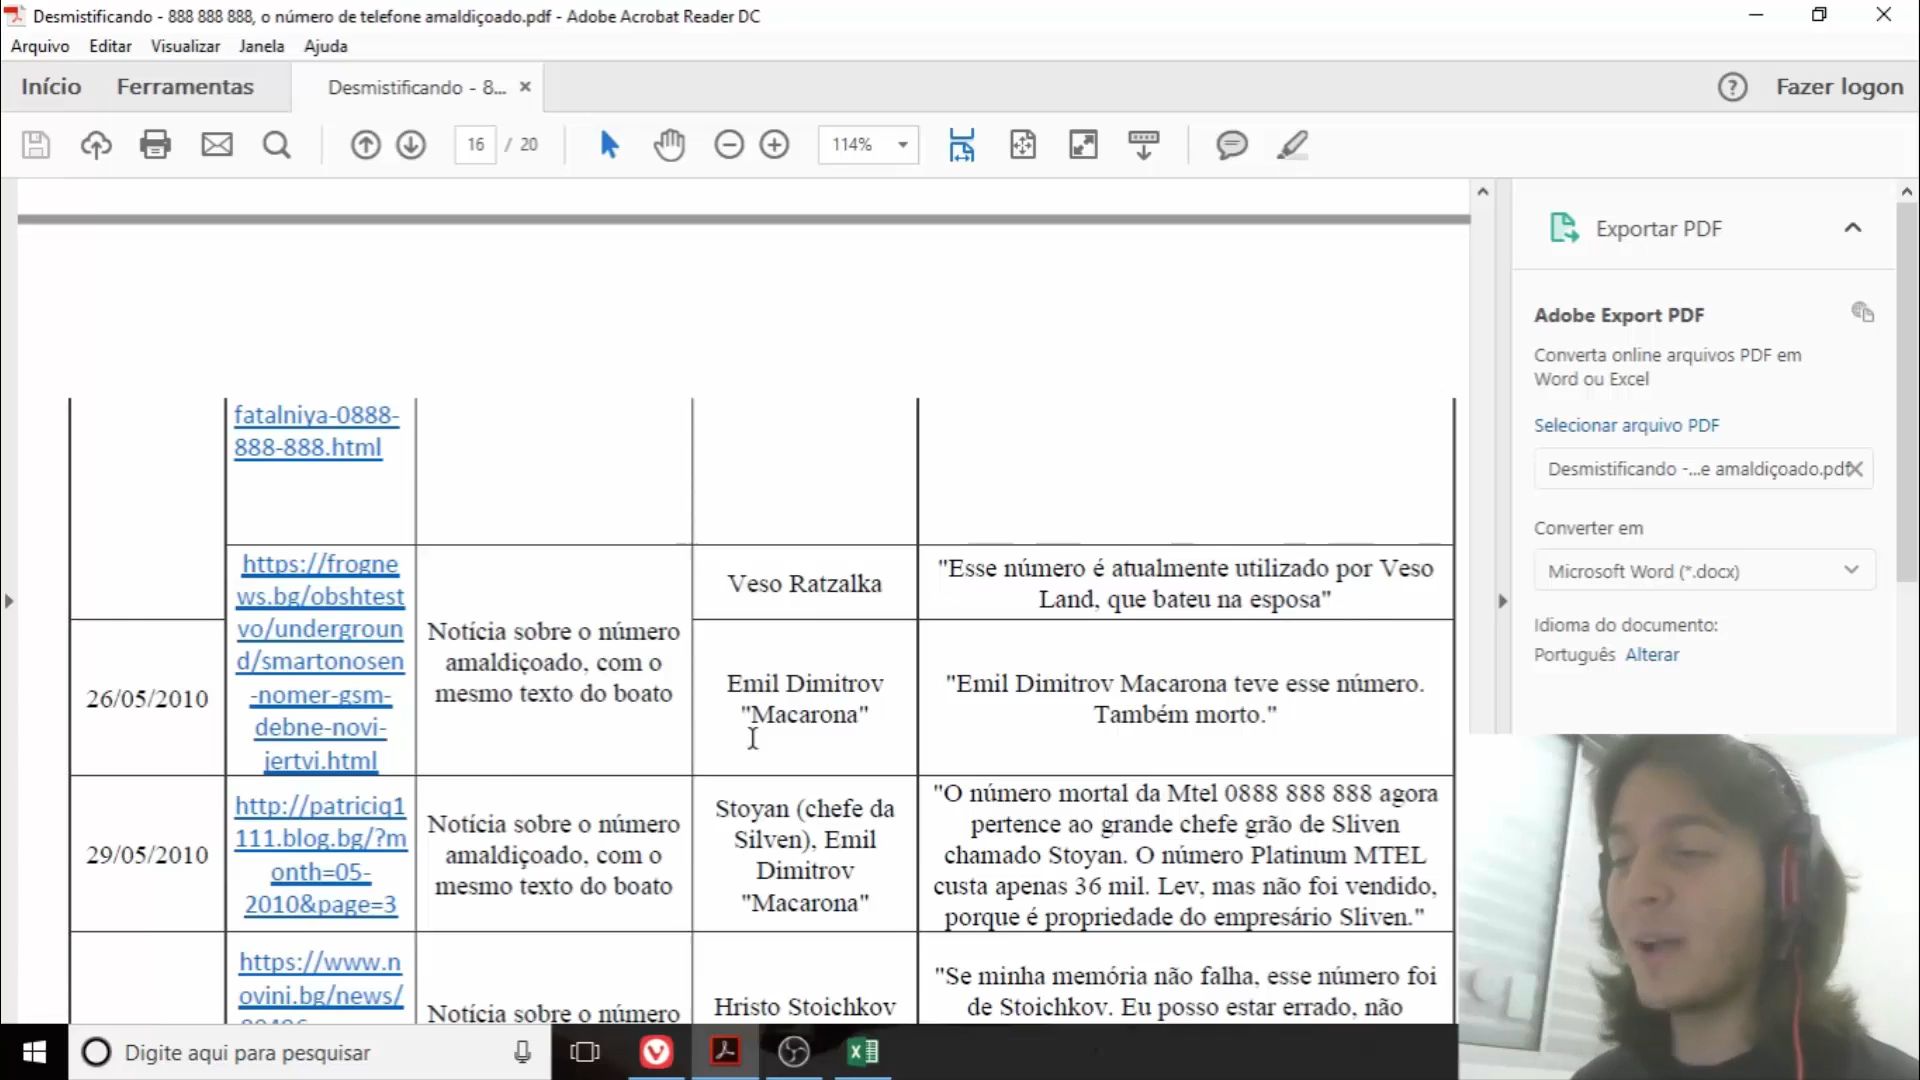 Desmistificando - 888 888 888, o número de telefone amaldiçoado.pdf - Adobe Acrobat Reader DC
Arquivo Editar Visualizar Janela Ajuda
Início Ferramentas Desmistificando - 8... Fazer logon
16 / 20 114%
Exportar PDF
Adobe Export PDF
Converta online arquivos PDF em
Word ou Excel
Selecionar arquivo PDF
Desmistificando -...e amaldiçoado.pdf
Converter em
Microsoft Word (*.docx)
Idioma do documento:
Português Alterar
fatalniya-0888-
888-888.html
https://frogne
ws.bg/obshtest
vo/undergroun
d/smartonosen
-nomer-gsm-
debne-novi-
jertvi.html
Veso Ratzalka
"Esse número é atualmente utilizado por Veso
Land, que bateu na esposa"
26/05/2010
Notícia sobre o número
amaldiçoado, com o
mesmo texto do boato
Emil Dimitrov
"Macarona"
"Emil Dimitrov Macarona teve esse número.
Também morto."
29/05/2010
http://patriciq1
111.blog.bg/?m
onth=05-
2010&page=3
Notícia sobre o número
amaldiçoado, com o
mesmo texto do boato
Stoyan (chefe da
Silven), Emil
Dimitrov
"Macarona"
"O número mortal da Mtel 0888 888 888 agora
pertence ao grande chefe grão de Sliven
chamado Stoyan. O número Platinum MTEL
custa apenas 36 mil. Lev, mas não foi vendido,
porque é propriedade do empresário Sliven."
https://www.n
ovini.bg/news/
Notícia sobre o número
Hristo Stoichkov
"Se minha memória não falha, esse número foi
de Stoichkov. Eu posso estar errado, não
Digite aqui para pesquisar